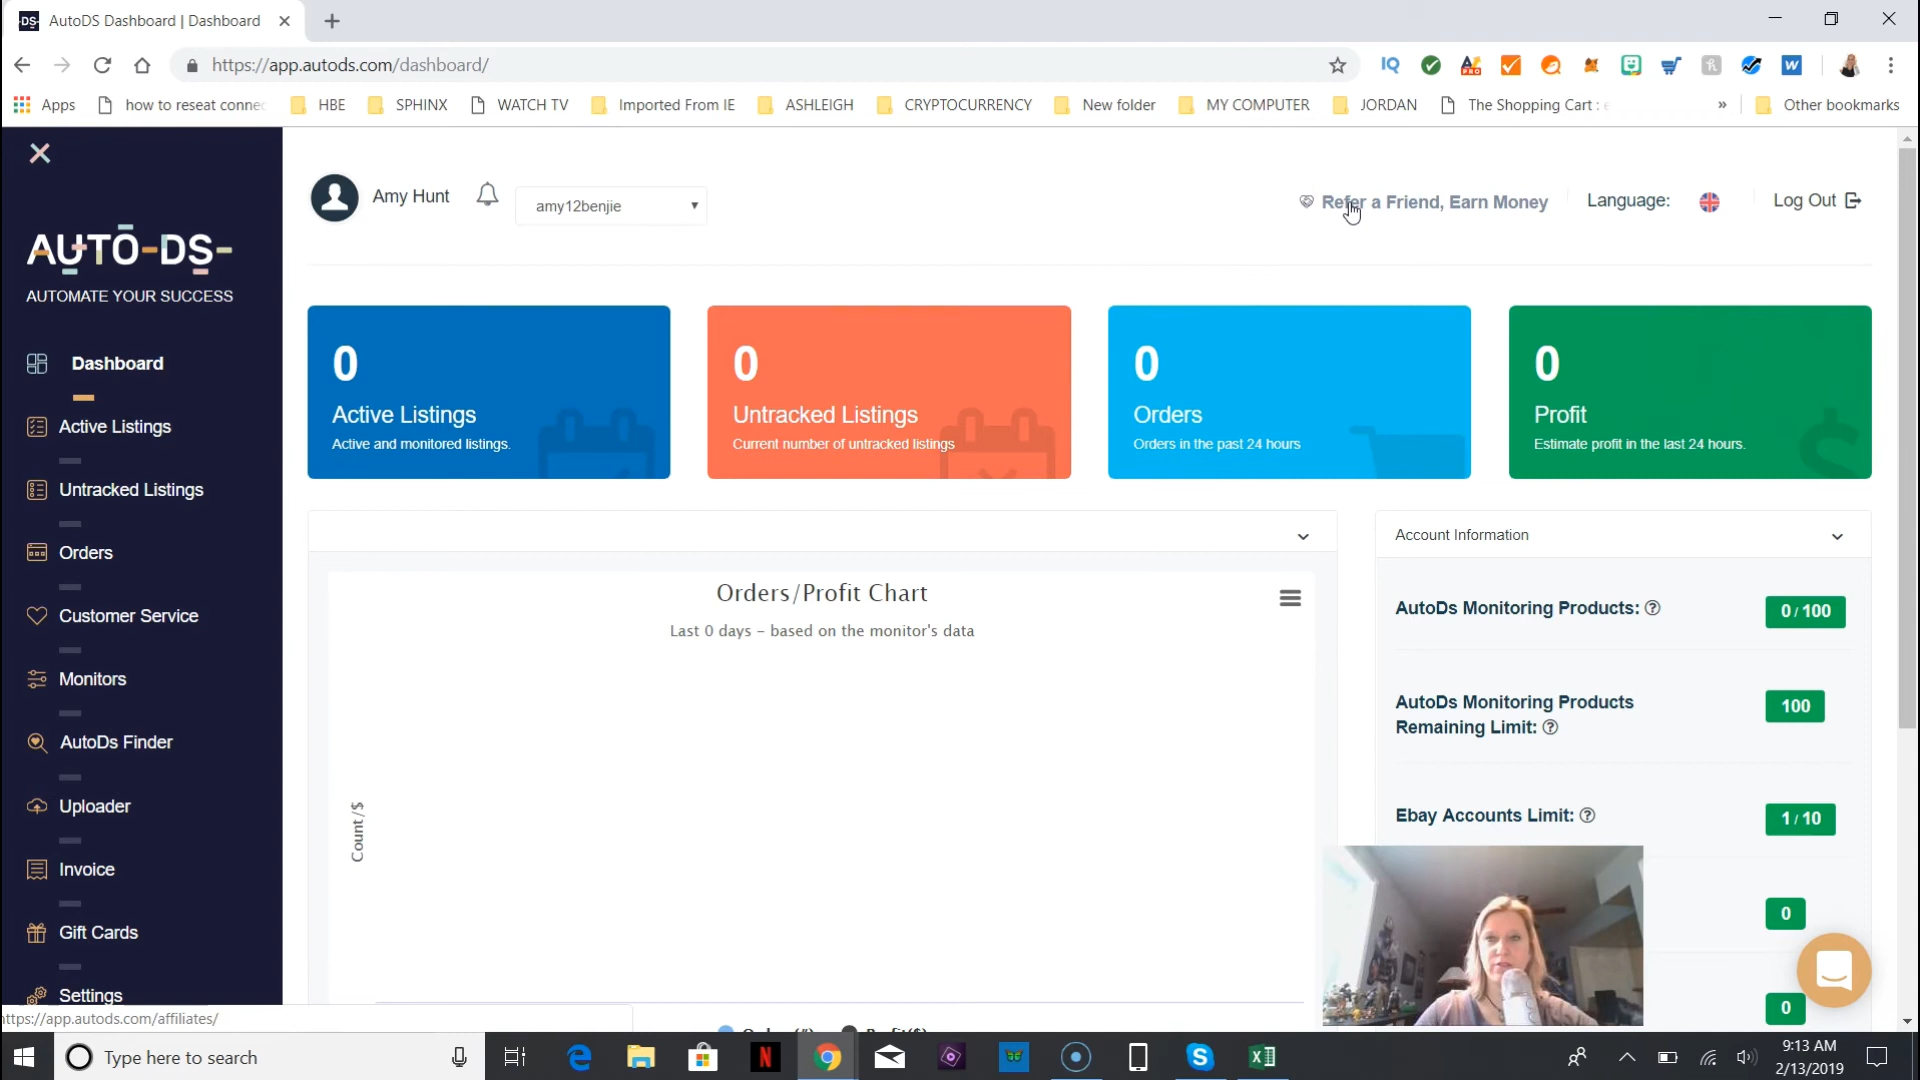 AutoDS Dashboard | Dashboard
https://app.autods.com/dashboard/
Apps
how to reseat connec
HBE
SPHINX
WATCH TV
Imported From IE
ASHLEIGH
CRYPTOCURRENCY
New folder
MY COMPUTER
JORDAN
The Shopping Cart :
»
Other bookmarks
AUTO-DS-
AUTOMATE YOUR SUCCESS
Dashboard
Active Listings
Untracked Listings
Orders
Customer Service
Monitors
AutoDs Finder
Uploader
Invoice
Gift Cards
Settings
ttps://app.autods.com/affiliates/
Amy Hunt
amy12benjie
Refer a Friend, Earn Money
Language:
Log Out
0
Active Listings
Active and monitored listings.
0
Untracked Listings
Current number of untracked listings
0
Orders
Orders in the past 24 hours
0
Profit
Estimate profit in the last 24 hours.
Orders/Profit Chart
Last 0 days – based on the monitor's data
Count/$
Account Information
AutoDs Monitoring Products:
0 / 100
AutoDs Monitoring Products
Remaining Limit:
100
Ebay Accounts Limit:
1 / 10
0
0
Type here to search
9:13 AM
2/13/2019